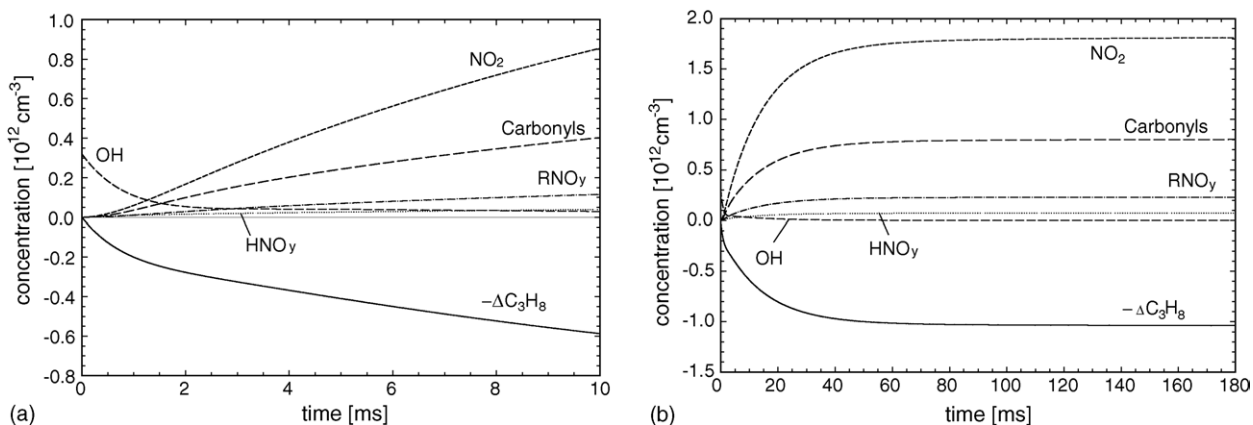 1.0
0.8
0.6
0.4
0.2
0.0
-0.2
-0.4
-0.6
-0.8
concentration [10¹² cm⁻³]
NO₂
Carbonyls
OH
RNOy
HNOy
−ΔC₃H₈
0 2 4 6 8 10
(a) time [ms]
2.0
1.5
1.0
0.5
0.0
-0.5
-1.0
-1.5
concentration [10¹²cm⁻³]
NO₂
Carbonyls
RNOy
OH
HNOy
−ΔC₃H₈
0 20 40 60 80 100 120 140 160 180
(b) time [ms]